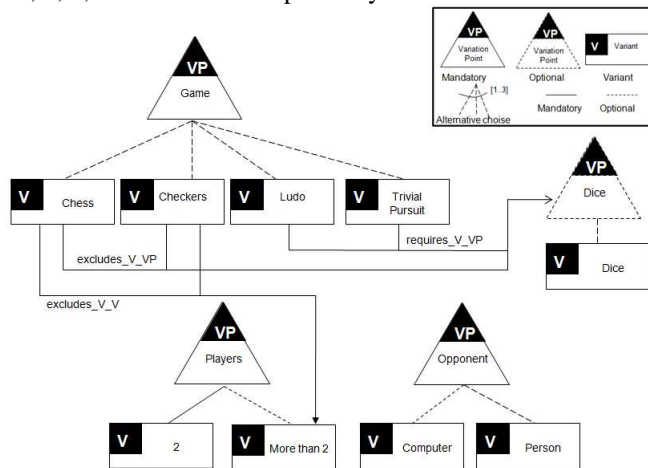 VP
Game
VP
Variation
Point
VP
Variation
Point
V
Variant
Mandatory
Optional
Variant
[1..3]
Mandatory
Optional
Alternative choise
V
Chess
V
Checkers
V
Ludo
V
Trivial
Pursuit
VP
Dice
V
Dice
requires_V_VP
excludes_V_VP
excludes_V_V
VP
Players
VP
Opponent
V
2
V
More than 2
V
Computer
V
Person